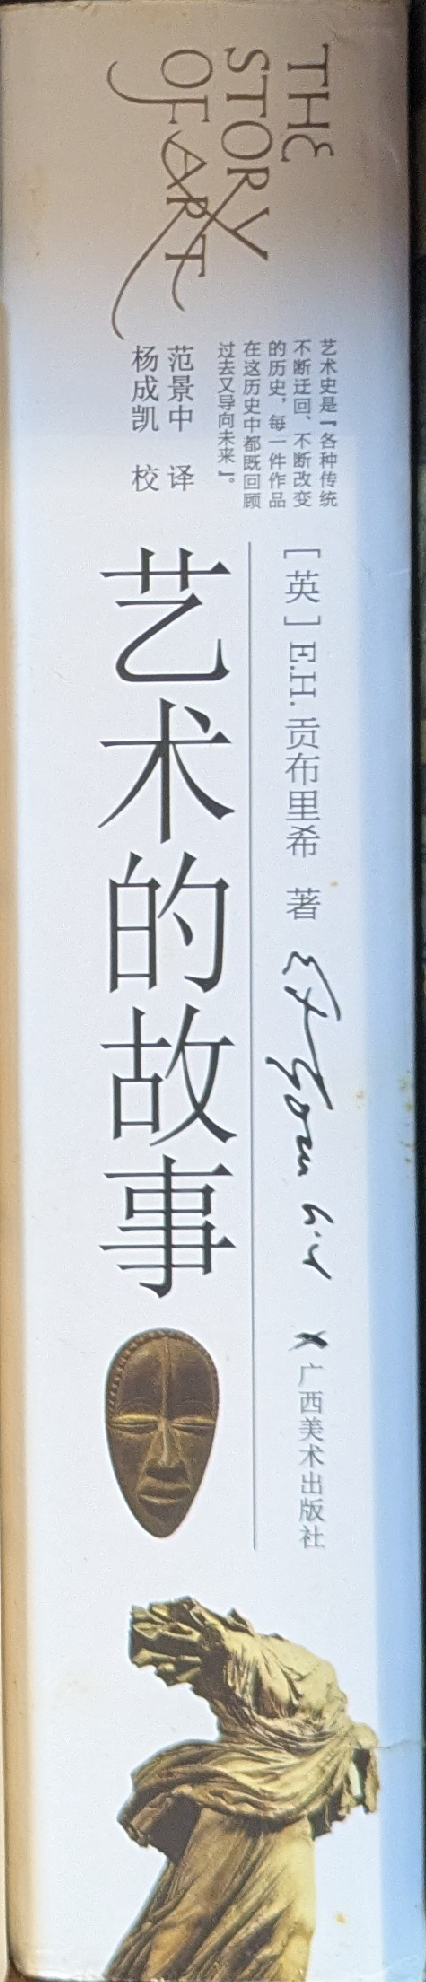 THE
STORY
OF ART
艺术史是『各种传统
不断迂回、不断改变
的历史，每一件作品
在这历史中都既回顾
过去又导向未来』。
范景中 译
杨成凯 校
[英] E.H. 贡布里希 著
艺术的故事
广西美术出版社